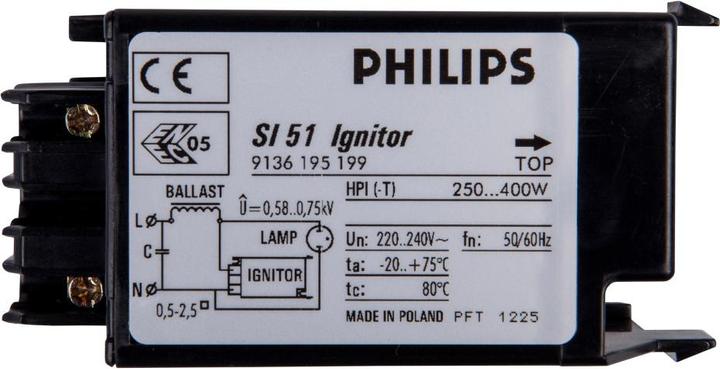 CE
PHILIPS
ENEC 05
SI 51 Ignitor
9136 195 199
TOP
HPI (-T) 250...400W
BALLAST
Û=0,58..0,75kV
L
LAMP
C
IGNITOR
N
0,5-2,5
Un: 220..240V~ fn: 50/60Hz
ta: -20..+75°C
tc: 80°C
MADE IN POLAND PFT 1225